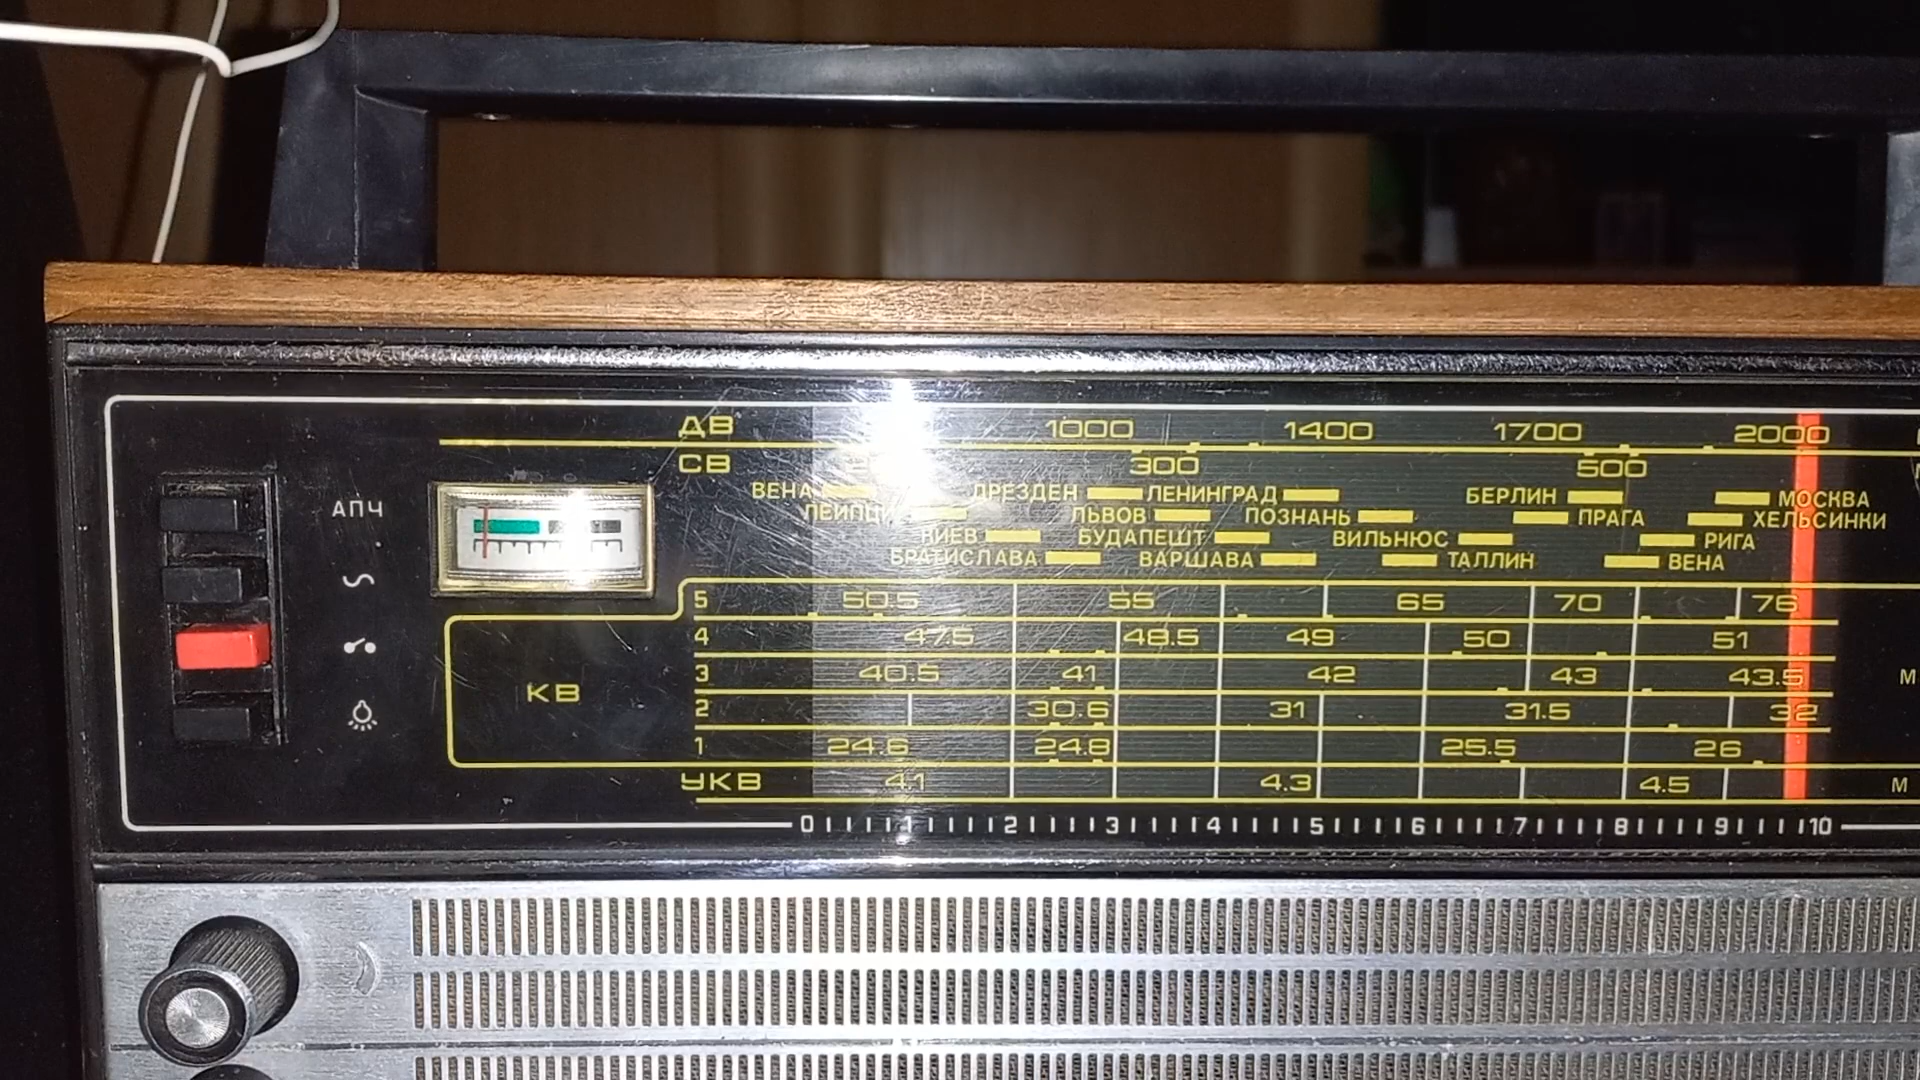 ДВ 1000 1400 1700 2000
СВ 300 500
ВЕНА ДРЕЗДЕН ЛЕНИНГРАД БЕРЛИН МОСКВА
АПЧ
ЛЕЙПЦИГ ЛЬВОВ ПОЗНАНЬ ПРАГА ХЕЛЬСИНКИ
КИЕВ БУДАПЕШТ ВИЛЬНЮС РИГА
БРАТИСЛАВА ВАРШАВА ТАЛЛИН ВЕНА
5 50.5 55 65 70 76
4 47.5 48.5 49 50 51
3 40.5 41 42 43 43.5 М
КВ
2 30.6 31 31.5 32
1 24.6 24.8 25.5 26
УКВ 4.1 4.3 4.5 М
0 1 2 3 4 5 6 7 8 9 10